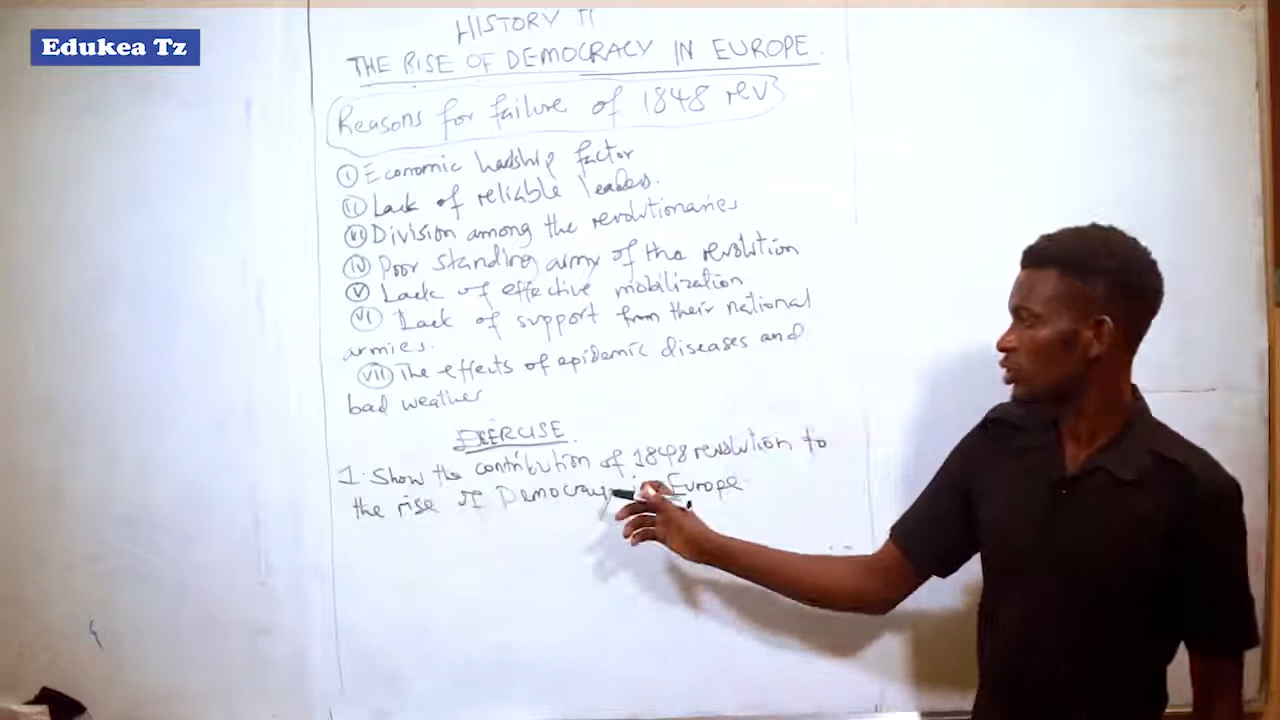 Edukea Tz
HISTORY II
THE RISE OF DEMOCRACY IN EUROPE.
Reasons for failure of 1848 revs
(i) Economic hadship factor
(ii) Lack of reliable leaders.
(iii) Division among the revolutionaries
(iv) Poor standing army of the revolution
(v) Lack of effective mobilization
(vi) Lack of support from their national
armies.
(vii) The effects of epidemic diseases and
bad weather
EXERCISE.
1. Show the contribution of 1848 revolution to
the rise of Democracy in Europe